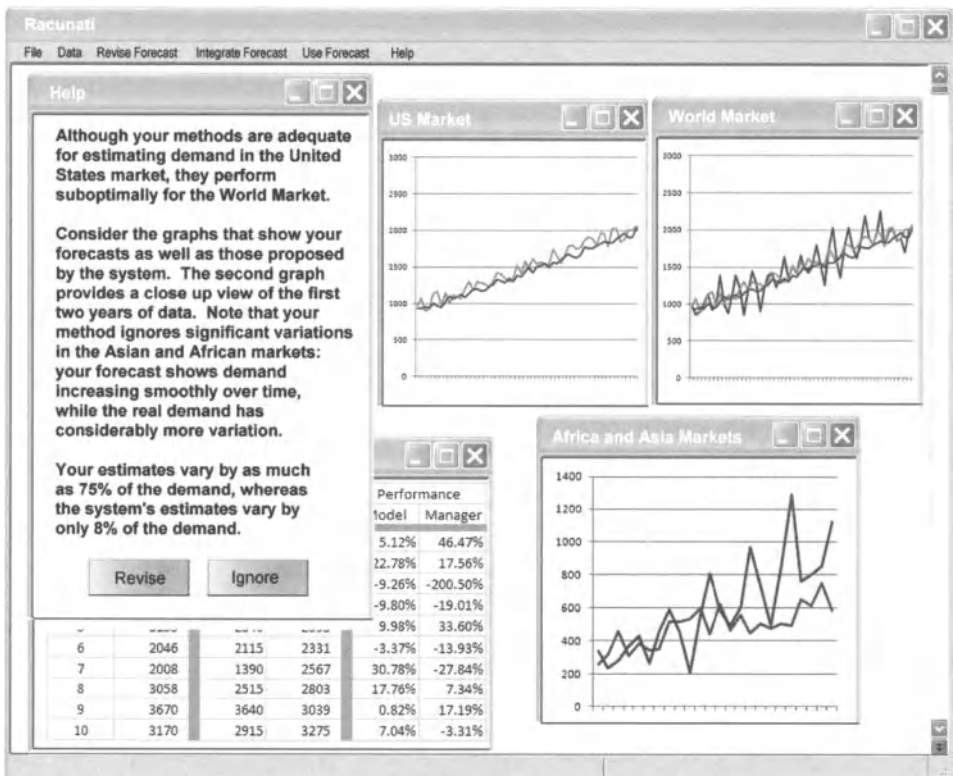 Racunati
File Data Revise Forecast Integrate Forecast Use Forecast Help
Help
Although your methods are adequate
for estimating demand in the United
States market, they perform
suboptimally for the World Market.
Consider the graphs that show your
forecasts as well as those proposed
by the system. The second graph
provides a close up view of the first
two years of data. Note that your
method ignores significant variations
in the Asian and African markets:
your forecast shows demand
increasing smoothly over time,
while the real demand has
considerably more variation.
Your estimates vary by as much
as 75% of the demand, whereas
the system's estimates vary by
only 8% of the demand.
Revise Ignore
US Market
3000
2500
2000
1500
1000
500
0
World Market
3000
2500
2000
1500
1000
500
0
Performance
Model Manager
5.12% 46.47%
22.78% 17.56%
-9.26% -200.50%
-9.80% -19.01%
9.98% 33.60%
6 2046 2115 2331 -3.37% -13.93%
7 2008 1390 2567 30.78% -27.84%
8 3058 2515 2803 17.76% 7.34%
9 3670 3640 3039 0.82% 17.19%
10 3170 2915 3275 7.04% -3.31%
Africa and Asia Markets
1400
1200
1000
800
600
400
200
0